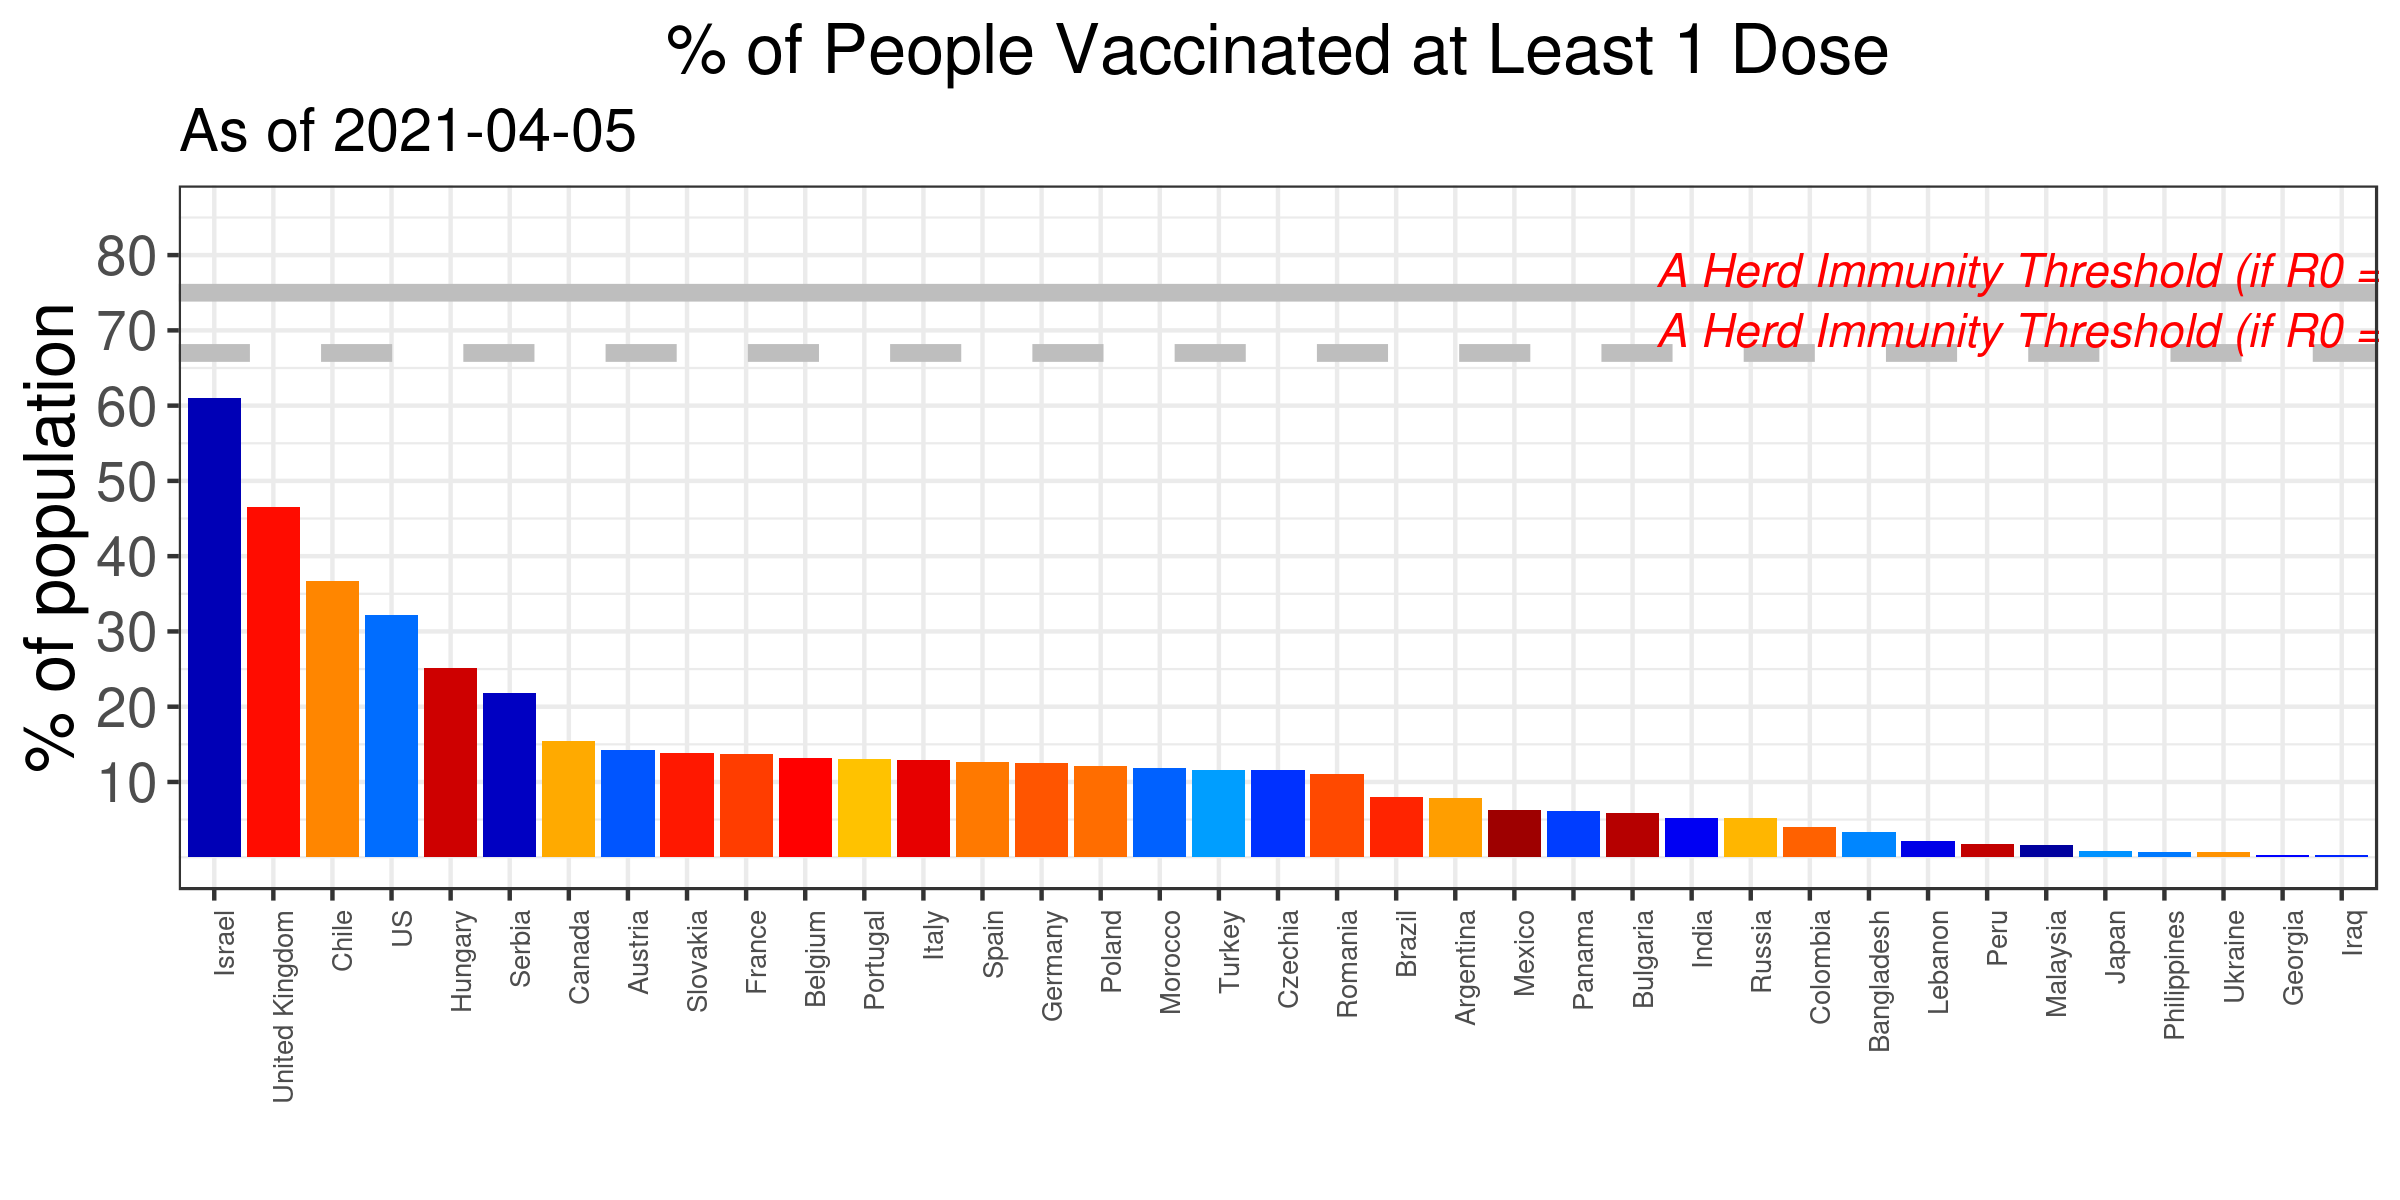 % of People Vaccinated at Least 1 Dose
As of 2021-04-05
% of population
80
70
60
50
40
30
20
10
A Herd Immunity Threshold (if R0 =
A Herd Immunity Threshold (if R0 =
Israel
United Kingdom
Chile
US
Hungary
Serbia
Canada
Austria
Slovakia
France
Belgium
Portugal
Italy
Spain
Germany
Poland
Morocco
Turkey
Czechia
Romania
Brazil
Argentina
Mexico
Panama
Bulgaria
India
Russia
Colombia
Bangladesh
Lebanon
Peru
Malaysia
Japan
Philippines
Ukraine
Georgia
Iraq